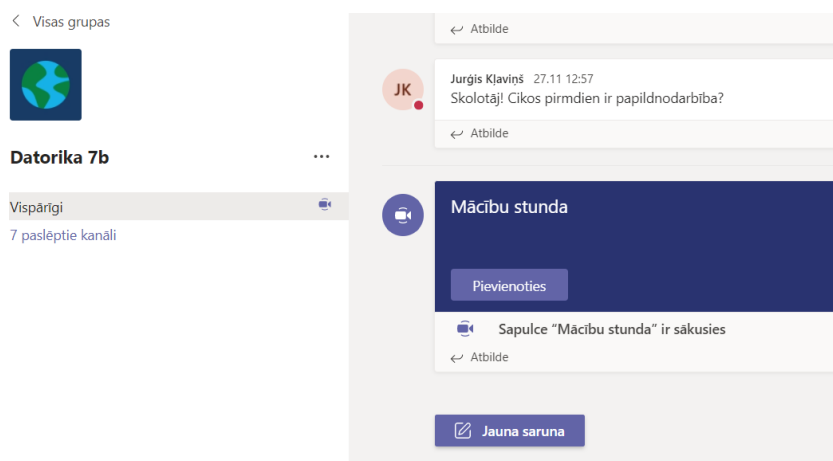 Visas grupas
Datorika 7b
Vispārīgi
7 paslēptie kanāli
Atbilde
JK
Jurģis Kļaviņš 27.11 12:57
Skolotāj! Cikos pirmdien ir papildnodarbība?
Atbilde
Mācību stunda
Pievienoties
Sapulce “Mācību stunda” ir sākusies
Atbilde
Jauna saruna